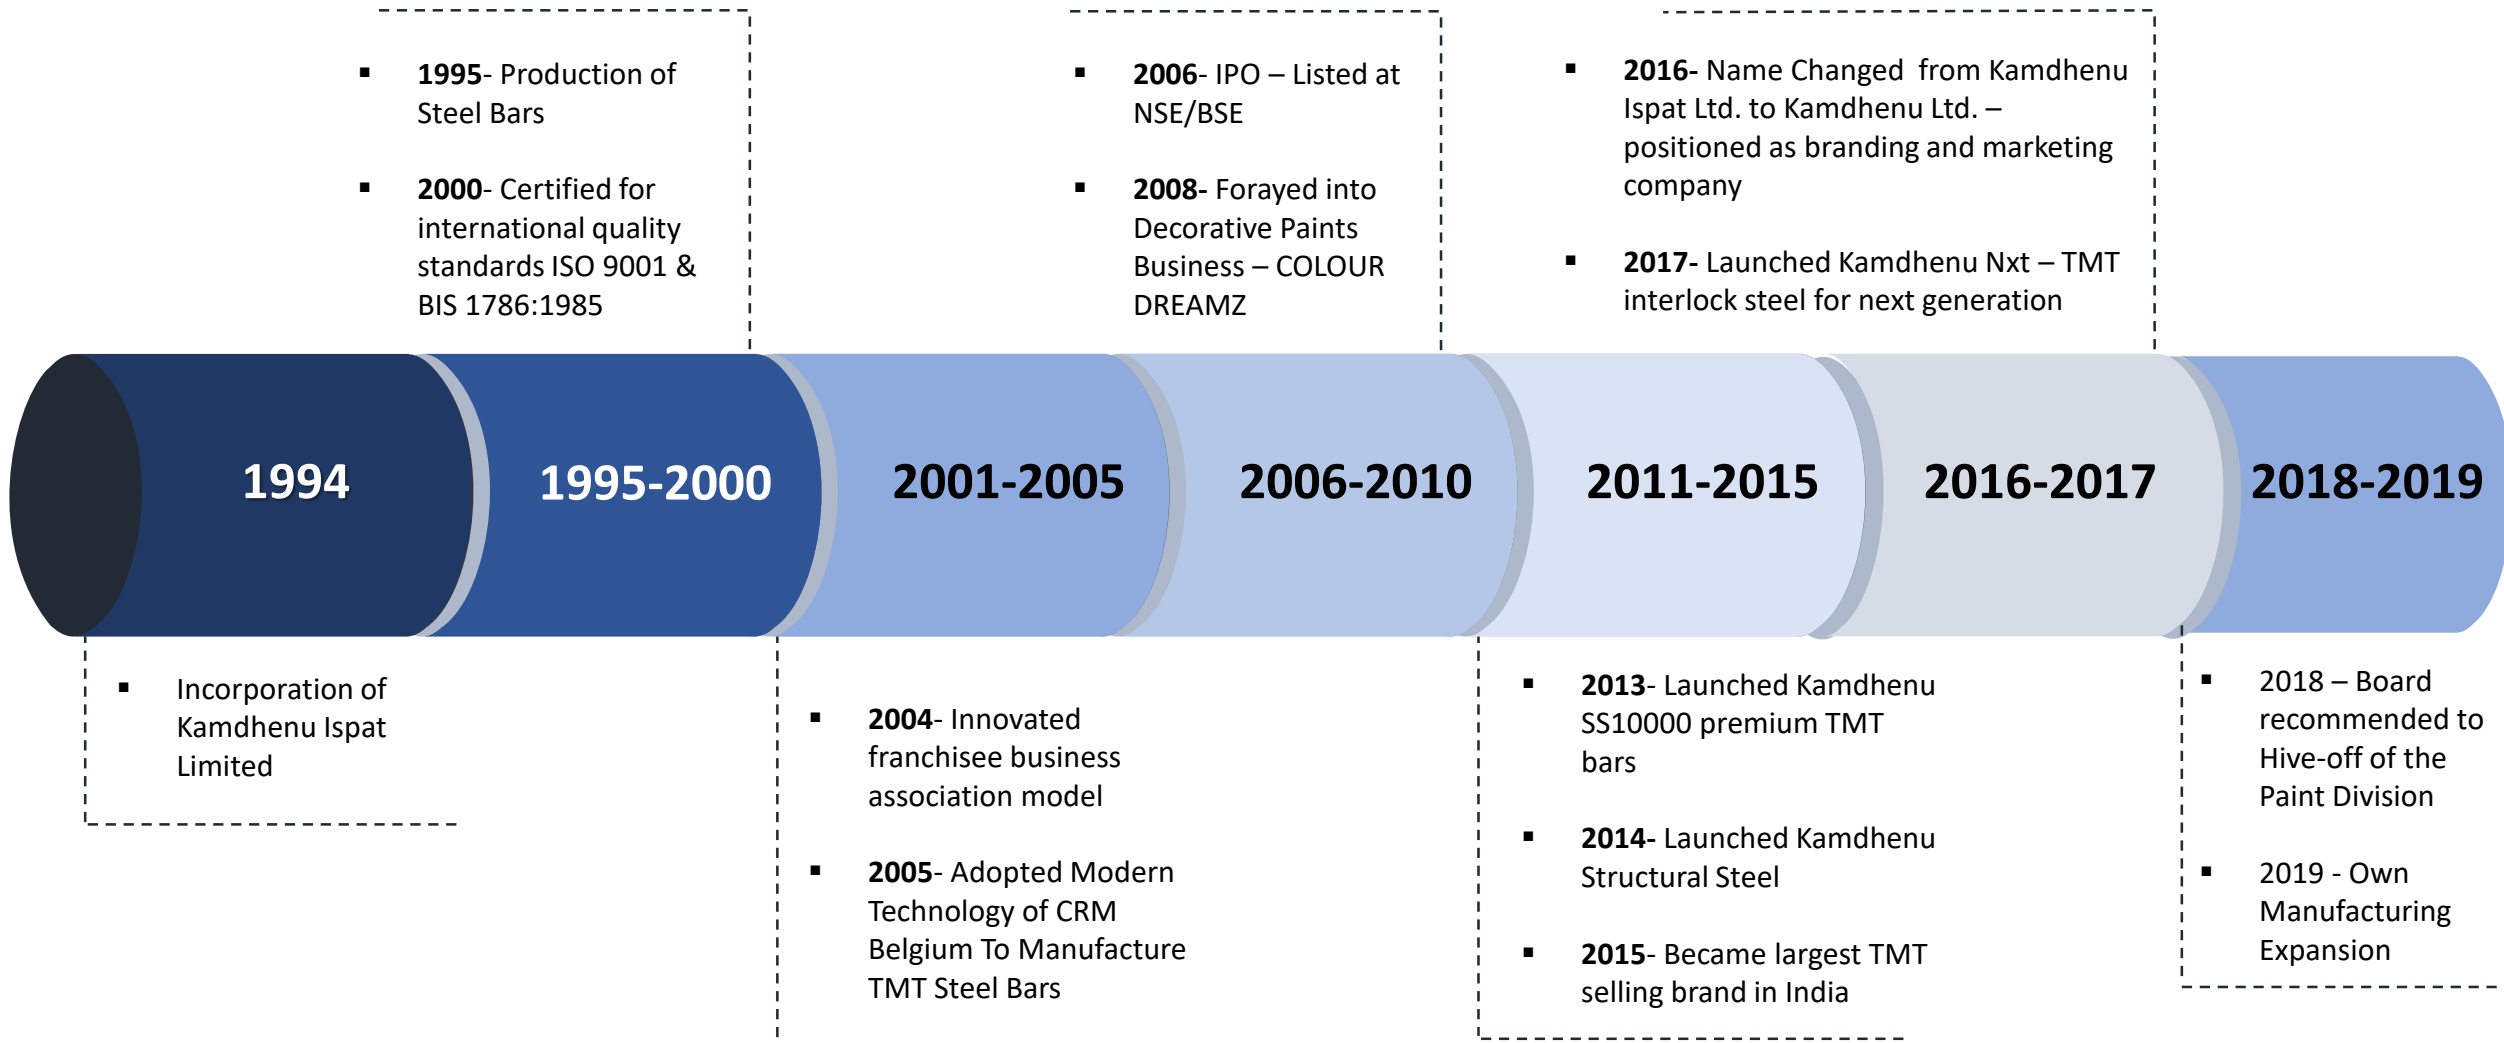 1995- Production of
Steel Bars
2000- Certified for
international quality
standards ISO 9001 &
BIS 1786:1985
2006- IPO – Listed at
NSE/BSE
2008- Forayed into
Decorative Paints
Business – COLOUR
DREAMZ
2016- Name Changed from Kamdhenu
Ispat Ltd. to Kamdhenu Ltd. –
positioned as branding and marketing
company
2017- Launched Kamdhenu Nxt – TMT
interlock steel for next generation
1994
1995-2000
2001-2005
2006-2010
2011-2015
2016-2017
2018-2019
Incorporation of
Kamdhenu Ispat
Limited
2004- Innovated
franchisee business
association model
2005- Adopted Modern
Technology of CRM
Belgium To Manufacture
TMT Steel Bars
2013- Launched Kamdhenu
SS10000 premium TMT
bars
2014- Launched Kamdhenu
Structural Steel
2015- Became largest TMT
selling brand in India
2018 – Board
recommended to
Hive-off of the
Paint Division
2019 - Own
Manufacturing
Expansion